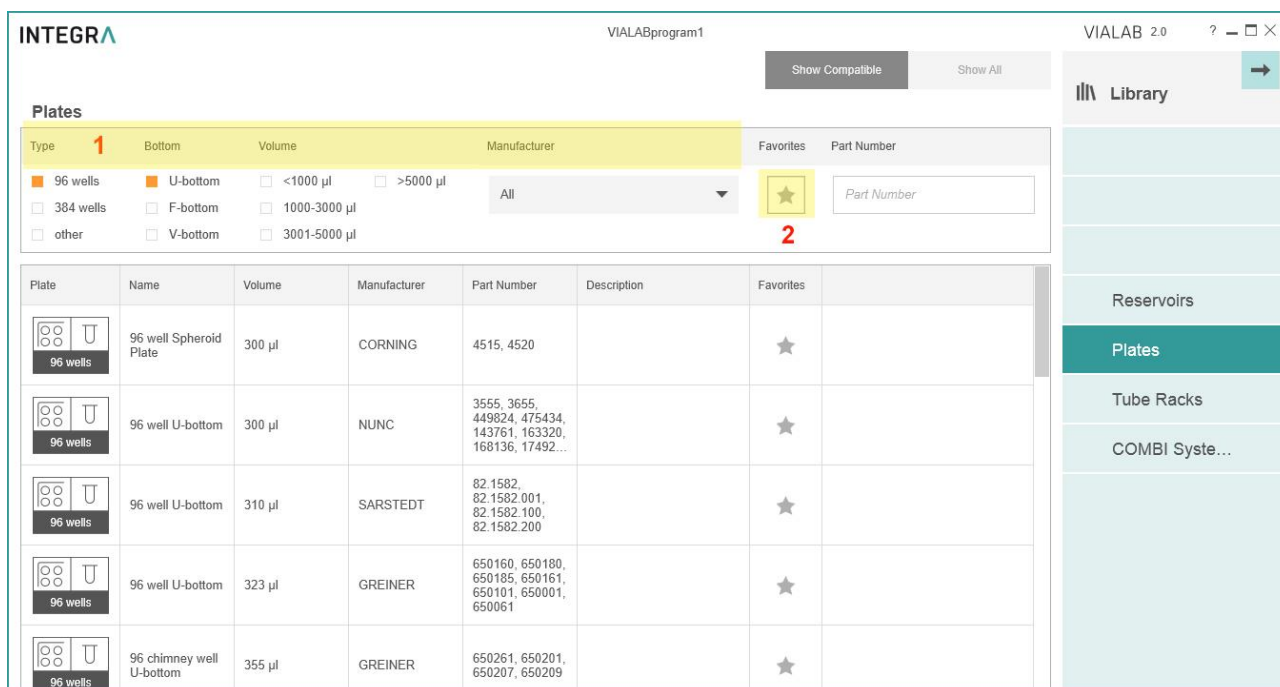 INTEGRA
VIALABprogram1
VIALAB 2.0
?
Show Compatible
Show All
Library
Plates
Type
1
Bottom
Volume
Manufacturer
Favorites
Part Number
96 wells
U-bottom
<1000 µl
>5000 µl
All
Part Number
384 wells
F-bottom
1000-3000 µl
other
V-bottom
3001-5000 µl
2
Plate
Name
Volume
Manufacturer
Part Number
Description
Favorites
96 wells
96 well Spheroid
Plate
300 µl
CORNING
4515, 4520
96 wells
96 well U-bottom
300 µl
NUNC
3555, 3655,
449824, 475434,
143761, 163320,
168136, 17492...
96 wells
96 well U-bottom
310 µl
SARSTEDT
82.1582,
82.1582.001,
82.1582.100,
82.1582.200
96 wells
96 well U-bottom
323 µl
GREINER
650160, 650180,
650185, 650161,
650101, 650001,
650061
96 wells
96 chimney well
U-bottom
355 µl
GREINER
650261, 650201,
650207, 650209
Reservoirs
Plates
Tube Racks
COMBI Syste...